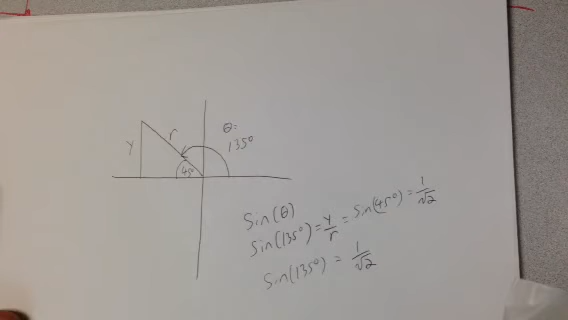 θ=
135°
r
y
45°
Sin(θ)
Sin(135°) = y/r = Sin(45°) = 1/√2
Sin(135°) = 1/√2